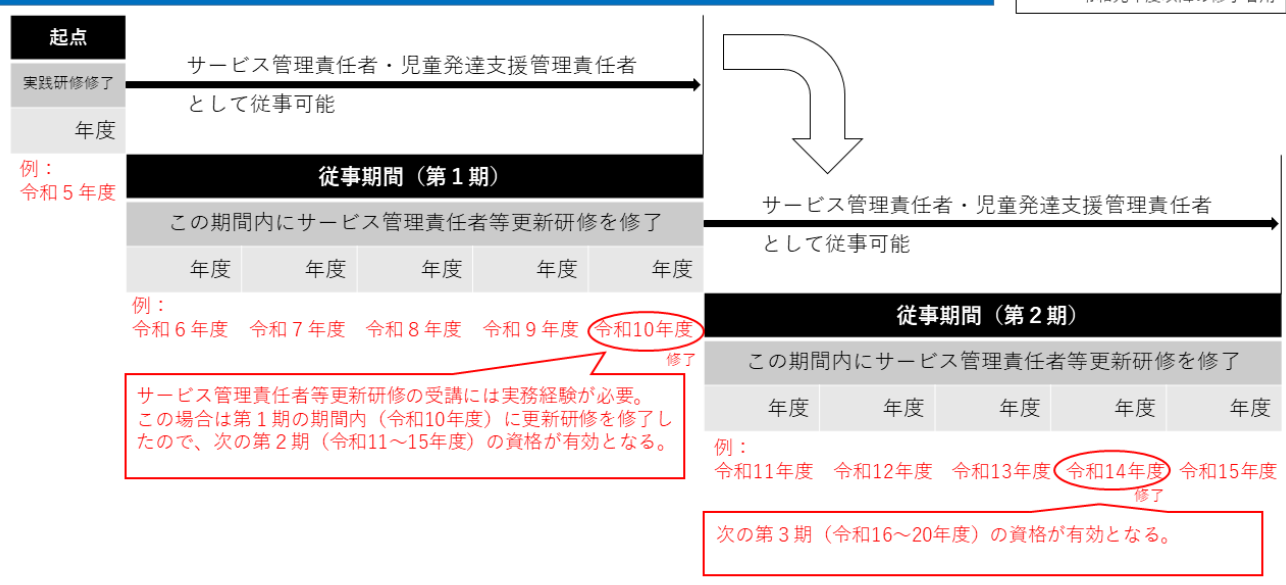 起点
実践研修修了
年度
例：
令和５年度
サービス管理責任者・児童発達支援管理責任者
として従事可能
従事期間（第１期）
この期間内にサービス管理責任者等更新研修を修了
年度 年度 年度 年度 年度
例：
令和６年度 令和７年度 令和８年度 令和９年度 令和10年度
修了
サービス管理責任者等更新研修の受講には実務経験が必要。
この場合は第１期の期間内（令和10年度）に更新研修を修了し
たので、次の第２期（令和11～15年度）の資格が有効となる。
サービス管理責任者・児童発達支援管理責任者
として従事可能
従事期間（第２期）
この期間内にサービス管理責任者等更新研修を修了
年度 年度 年度 年度 年度
例：
令和11年度 令和12年度 令和13年度 令和14年度 令和15年度
修了
次の第３期（令和16～20年度）の資格が有効となる。